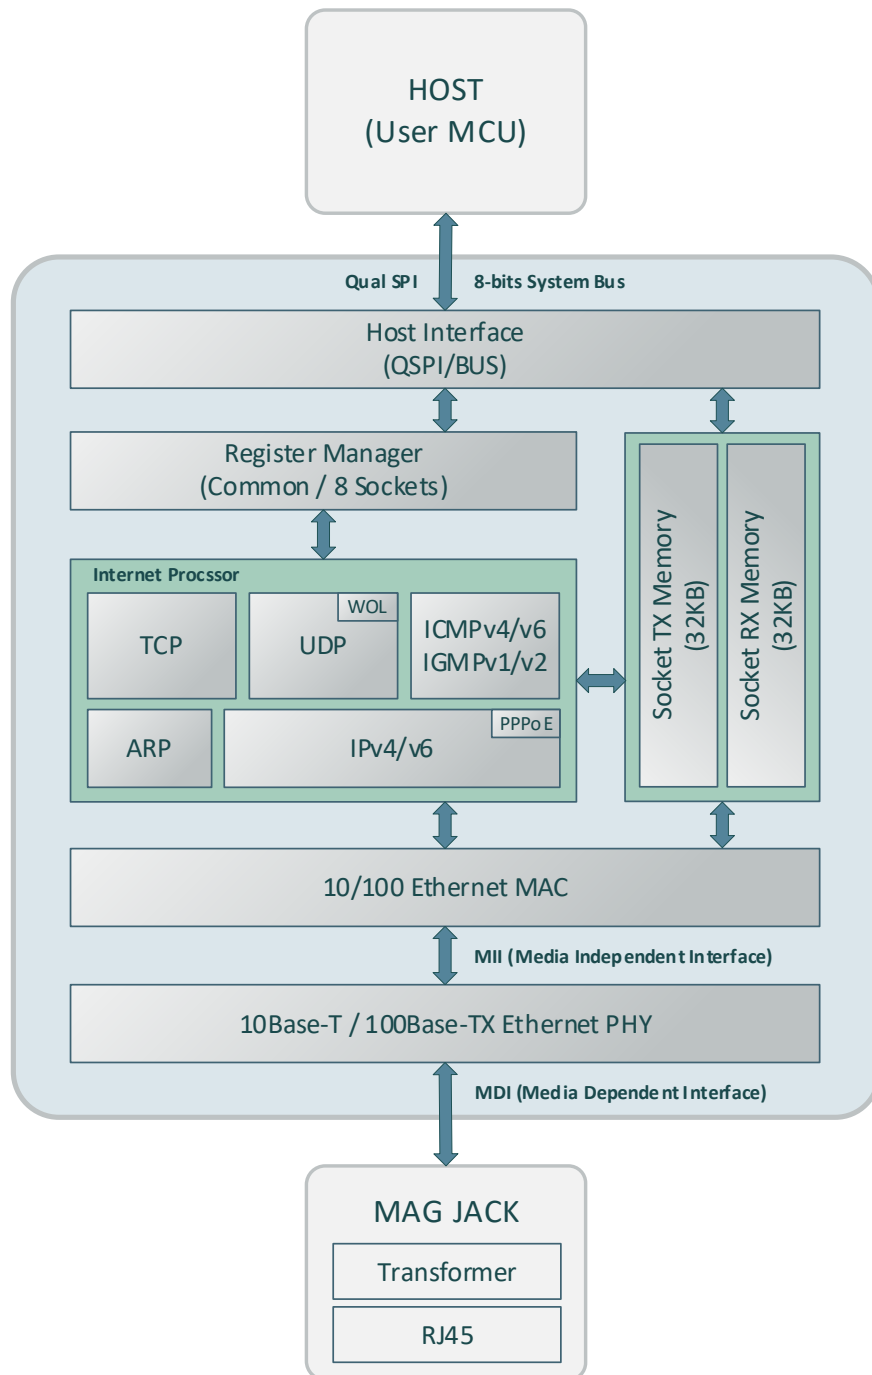 HOST
(User MCU)
Qual SPI
8-bits System Bus
Host Interface
(QSPI/BUS)
Register Manager
(Common / 8 Sockets)
Internet Procssor
TCP
WOL
UDP
ICMPv4/v6
IGMPv1/v2
ARP
PPPoE
IPv4/v6
Socket TX Memory
(32KB)
Socket RX Memory
(32KB)
10/100 Ethernet MAC
MII (Media Independent Interface)
10Base-T / 100Base-TX Ethernet PHY
MDI (Media Dependent Interface)
MAG JACK
Transformer
RJ45